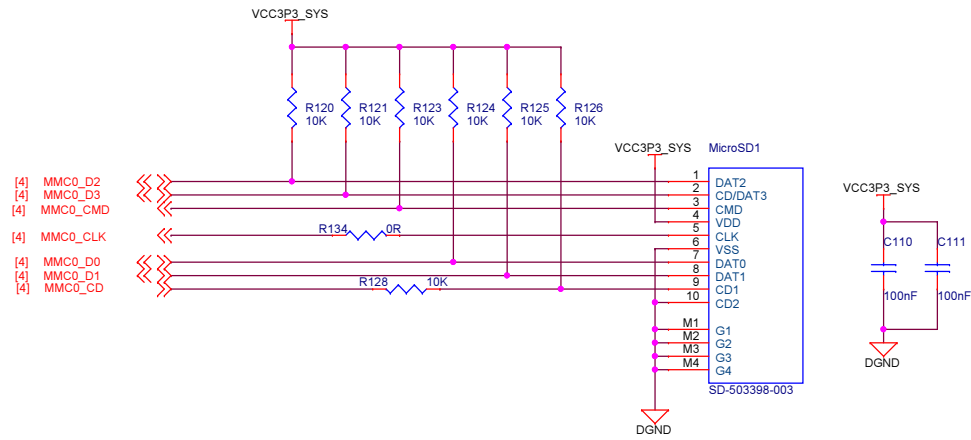 VCC3P3_SYS
R120
10K
R121
10K
R123
10K
R124
10K
R125
10K
R126
10K
VCC3P3_SYS
MicroSD1
[4] MMC0_D2
[4] MMC0_D3
[4] MMC0_CMD
[4] MMC0_CLK
[4] MMC0_D0
[4] MMC0_D1
[4] MMC0_CD
R134 0R
R128 10K
1 DAT2
2 CD/DAT3
3 CMD
4 VDD
5 CLK
6 VSS
7 DAT0
8 DAT1
9 CD1
10 CD2
M1 G1
M2 G2
M3 G3
M4 G4
SD-503398-003
DGND
VCC3P3_SYS
C110 C111
100nF 100nF
DGND